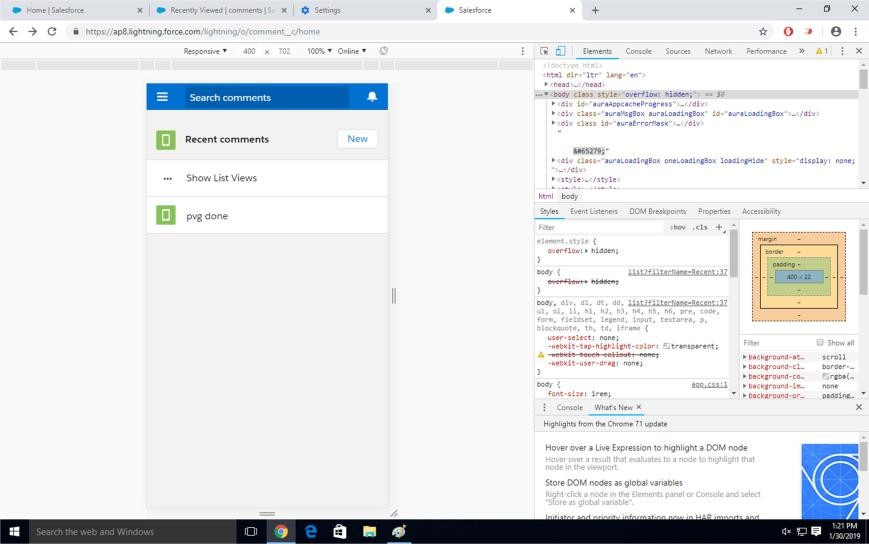 Home | Salesforce
Recently Viewed | comments | Sa
Settings
Salesforce
https://ap8.lightning.force.com/lightning/o/comment__c/home
Responsive ▼ 400 × 702 100% ▼ Online ▼
Search comments
Recent comments
New
Show List Views
pvg done
Elements Console Sources Network Performance » 1
<!doctype html>
<html dir="ltr" lang="en">
<head>…</head>
<body class style="overflow: hidden;"> == $0
<div id="auraAppcacheProgress">…</div>
<div class="auraMsgBox auraLoadingBox" id="auraLoadingBox">
<div class id="auraErrorMask">…</div>
"
&#65279;"
<div class="auraLoadingBox oneLoadingBox loadingHide" style="display: none;
">…</div>
<style>…</style>
html body
Styles Event Listeners DOM Breakpoints Properties Accessibility
Filter :hov .cls +
element.style {
overflow: hidden;
}
body { list?filterName=Recent:37
overflow: hidden;
}
body, div, dl, dt, dd, list?filterName=Recent:37
ul, ol, li, h1, h2, h3, h4, h5, h6, pre, code,
form, fieldset, legend, input, textarea, p,
blockquote, th, td, iframe {
user-select: none;
-webkit-tap-highlight-color: transparent;
-webkit-touch-callout: none;
-webkit-user-drag: none;
}
body { app.css:1
font-size: 1rem;
margin –
border –
padding –
400 × 22
Filter Show all
background-at… scroll
background-cl… border-…
background-co… rgba(
background-im… none
background-or… padding…
Console What's New ×
Highlights from the Chrome 71 update
Hover over a Live Expression to highlight a DOM node
Hover over a result that evaluates to a node to highlight that
node in the viewport.
Store DOM nodes as global variables
Right-click a node in the Elements panel or Console and select
"Store as global variable".
Initiator and priority information now in HAR imports and
Search the web and Windows
1:21 PM
1/30/2019